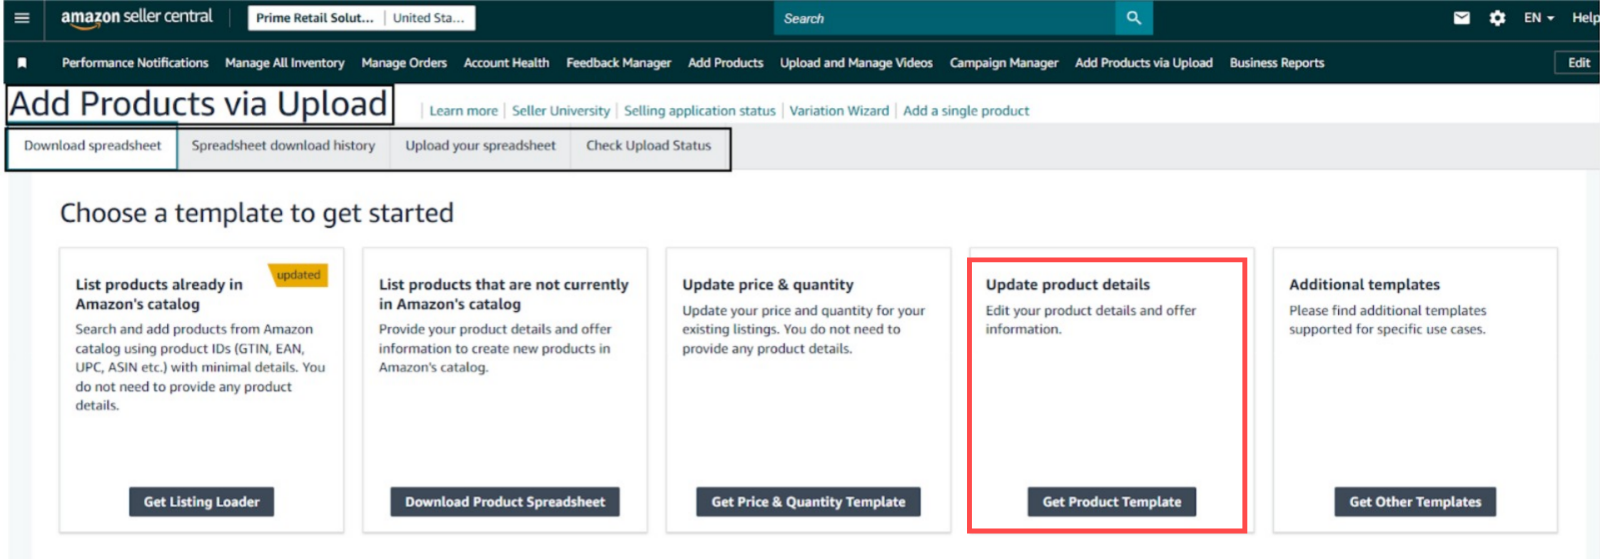 amazon seller central
Prime Retail Solut... | United Sta...
Search
EN
Help
Performance Notifications Manage All Inventory Manage Orders Account Health Feedback Manager Add Products Upload and Manage Videos Campaign Manager Add Products via Upload Business Reports
Edit
Add Products via Upload
Learn more | Seller University | Selling application status | Variation Wizard | Add a single product
Download spreadsheet Spreadsheet download history Upload your spreadsheet Check Upload Status
Choose a template to get started
updated
List products already in
Amazon's catalog
Search and add products from Amazon
catalog using product IDs (GTIN, EAN,
UPC, ASIN etc.) with minimal details. You
do not need to provide any product
details.
Get Listing Loader
List products that are not currently
in Amazon's catalog
Provide your product details and offer
information to create new products in
Amazon's catalog.
Download Product Spreadsheet
Update price & quantity
Update your price and quantity for your
existing listings. You do not need to
provide any product details.
Get Price & Quantity Template
Update product details
Edit your product details and offer
information.
Get Product Template
Additional templates
Please find additional templates
supported for specific use cases.
Get Other Templates